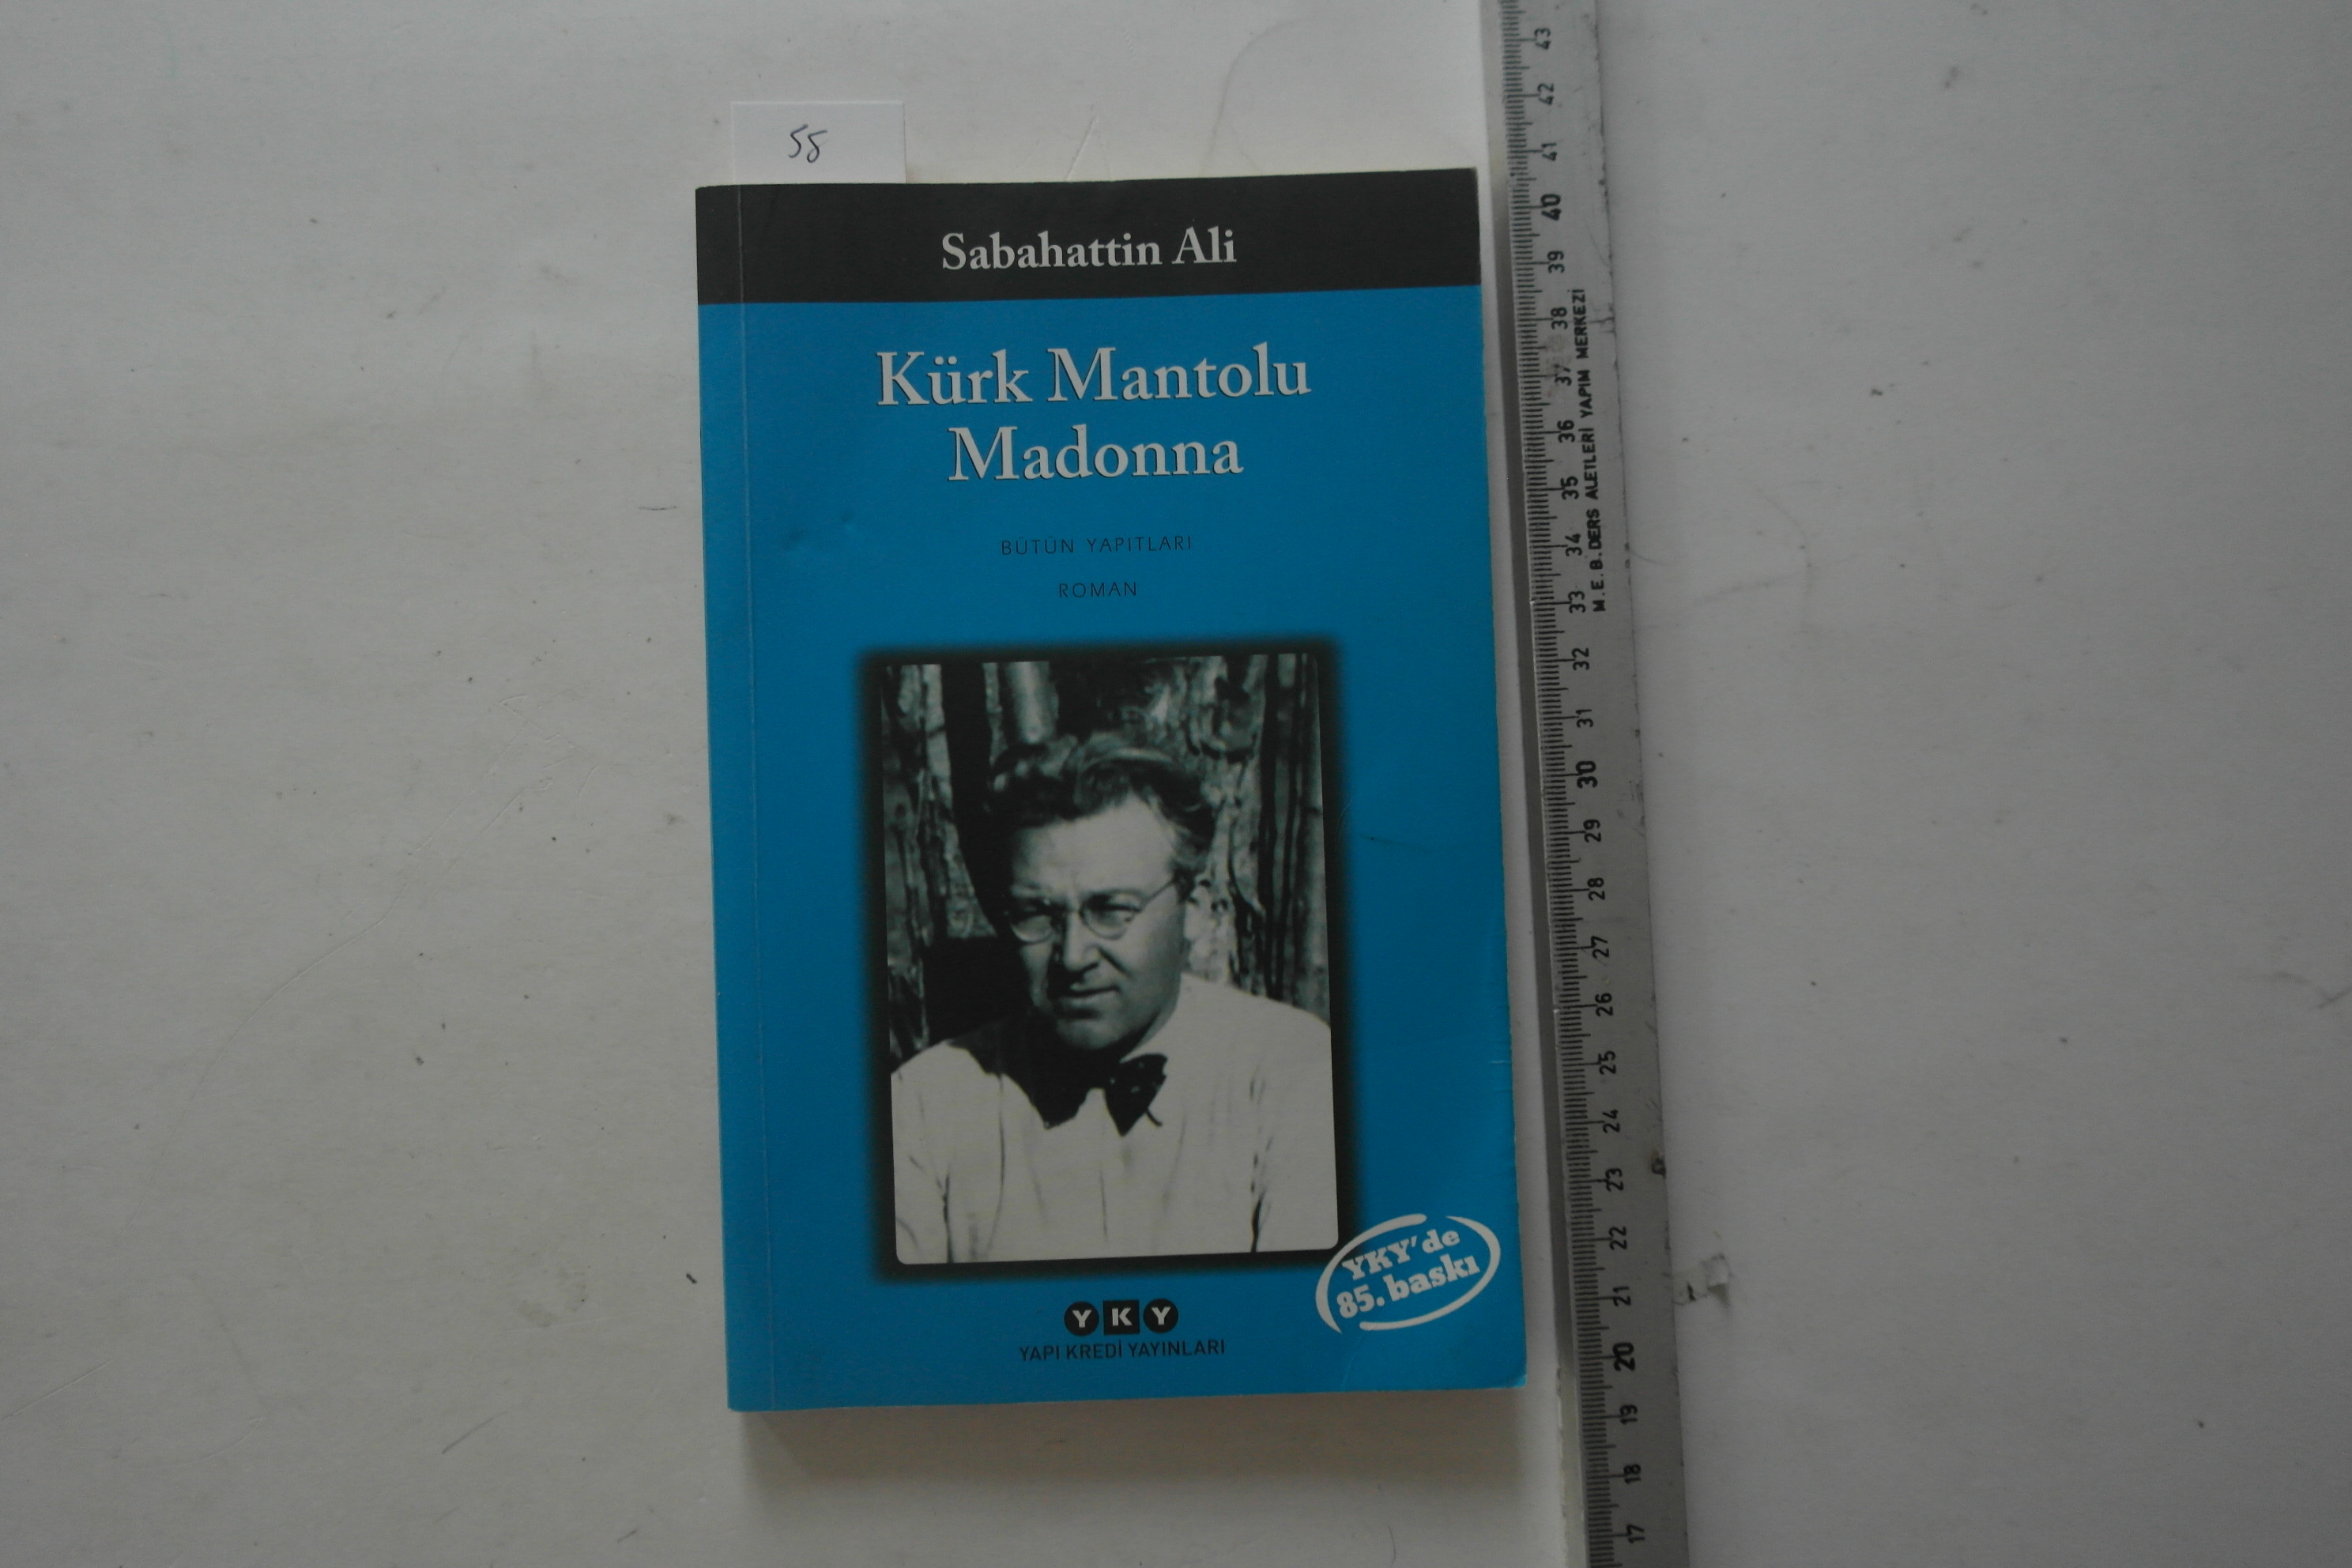 55
Sabahattin Ali
Kürk Mantolu
Madonna
BÜTÜN YAPITLARI
ROMAN
YKY'de
85. baskı
YKY
YAPI KREDİ YAYINLARI
43
42
41
40
39
38
37
36
35
34
33
32
31
30
29
28
27
26
25
24
23
22
21
20
19
18
17
M.E.B. DERS ALETLERİ YAPIM MERKEZİ